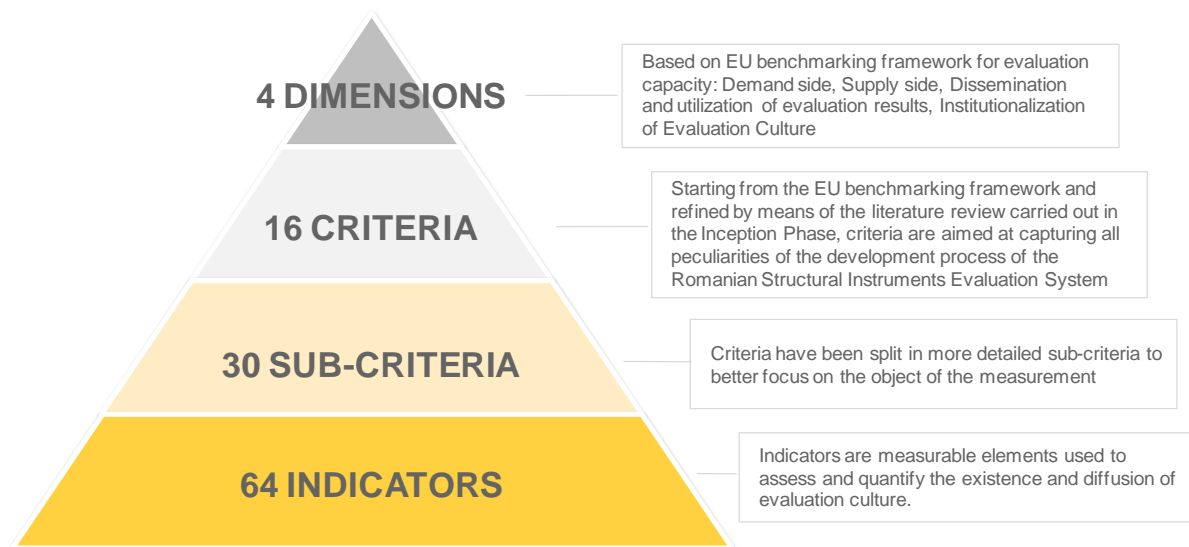 4 DIMENSIONS
Based on EU benchmarking framework for evaluation
capacity: Demand side, Supply side, Dissemination
and utilization of evaluation results, Institutionalization
of Evaluation Culture
16 CRITERIA
Starting from the EU benchmarking framework and
refined by means of the literature review carried out in
the Inception Phase, criteria are aimed at capturing all
peculiarities of the development process of the
Romanian Structural Instruments Evaluation System
30 SUB-CRITERIA
Criteria have been split in more detailed sub-criteria to
better focus on the object of the measurement
64 INDICATORS
Indicators are measurable elements used to
assess and quantify the existence and diffusion of
evaluation culture.